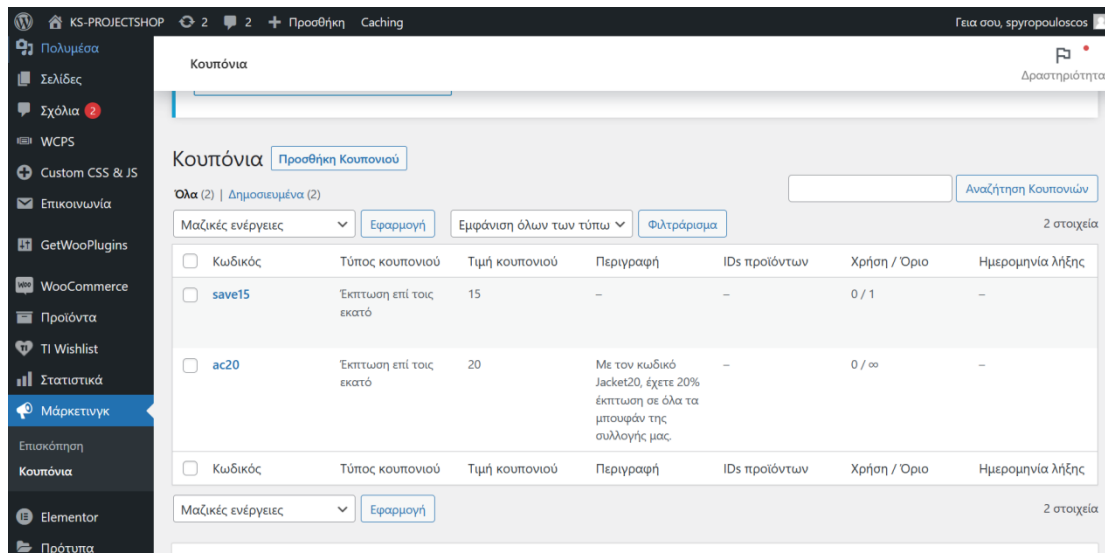 KS-PROJECTSHOP 2 2 Προσθήκη Caching Γεια σου, spyropouloscos
Πολυμέσα
Σελίδες
Σχόλια 2
WCPS
Custom CSS & JS
Επικοινωνία
GetWooPlugins
WooCommerce
Προϊόντα
TI Wishlist
Στατιστικά
Μάρκετινγκ
Επισκόπηση
Κουπόνια
Elementor
Πρότυπα
Κουπόνια
Δραστηριότητα
Κουπόνια Προσθήκη Κουπονιού
Όλα (2) | Δημοσιευμένα (2)
Αναζήτηση Κουπονιών
Μαζικές ενέργειες Εφαρμογή Εμφάνιση όλων των τύπω Φιλτράρισμα 2 στοιχεία
Κωδικός Τύπος κουπονιού Τιμή κουπονιού Περιγραφή IDs προϊόντων Χρήση / Όριο Ημερομηνία λήξης
save15 Έκπτωση επί τοις 15 – – 0 / 1 –
εκατό
ac20 Έκπτωση επί τοις 20 Με τον κωδικό – 0 / ∞ –
εκατό Jacket20, έχετε 20%
έκπτωση σε όλα τα
μπουφάν της
συλλογής μας.
Κωδικός Τύπος κουπονιού Τιμή κουπονιού Περιγραφή IDs προϊόντων Χρήση / Όριο Ημερομηνία λήξης
Μαζικές ενέργειες Εφαρμογή 2 στοιχεία